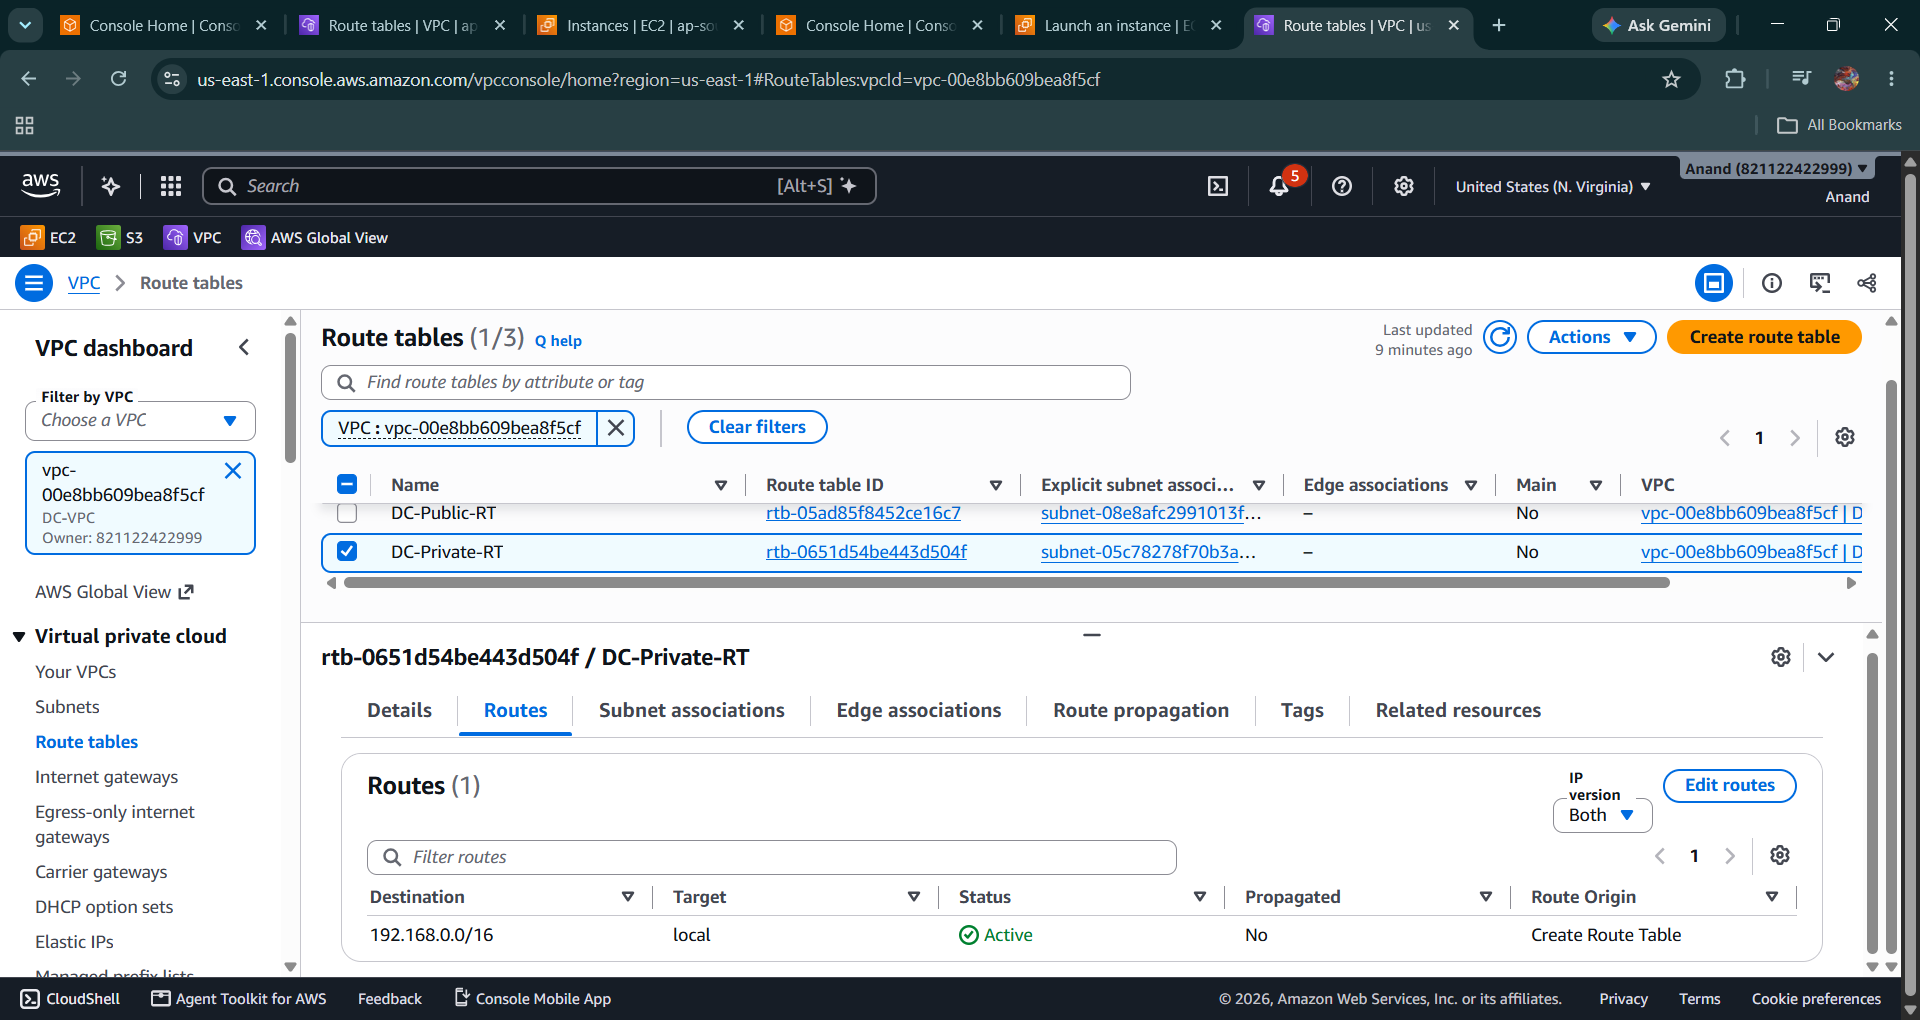 Console Home | Conso
Route tables | VPC | ap
Instances | EC2 | ap-so
Console Home | Conso
Launch an instance | EC
Route tables | VPC | us
Ask Gemini
us-east-1.console.aws.amazon.com/vpcconsole/home?region=us-east-1#RouteTables:vpcId=vpc-00e8bb609bea8f5cf
All Bookmarks
aws
Search
[Alt+S]
5
United States (N. Virginia)
Anand (821122422999)
Anand
EC2
S3
VPC
AWS Global View
VPC
Route tables
VPC dashboard
Filter by VPC
Choose a VPC
vpc-
00e8bb609bea8f5cf
DC-VPC
Owner: 821122422999
AWS Global View
Virtual private cloud
Your VPCs
Subnets
Route tables
Internet gateways
Egress-only internet
gateways
Carrier gateways
DHCP option sets
Elastic IPs
Managed prefix lists
Route tables (1/3)
Q help
Last updated
9 minutes ago
Actions
Create route table
Find route tables by attribute or tag
VPC : vpc-00e8bb609bea8f5cf
Clear filters
1
Name Route table ID Explicit subnet associ... Edge associations Main VPC
DC-Public-RT rtb-05ad85f8452ce16c7 subnet-08e8afc2991013f... – No vpc-00e8bb609bea8f5cf | D
DC-Private-RT rtb-0651d54be443d504f subnet-05c78278f70b3a... – No vpc-00e8bb609bea8f5cf | D
rtb-0651d54be443d504f / DC-Private-RT
Details Routes Subnet associations Edge associations Route propagation Tags Related resources
Routes (1)
IP
version
Both
Edit routes
Filter routes
1
Destination Target Status Propagated Route Origin
192.168.0.0/16 local Active No Create Route Table
CloudShell Agent Toolkit for AWS Feedback Console Mobile App © 2026, Amazon Web Services, Inc. or its affiliates. Privacy Terms Cookie preferences